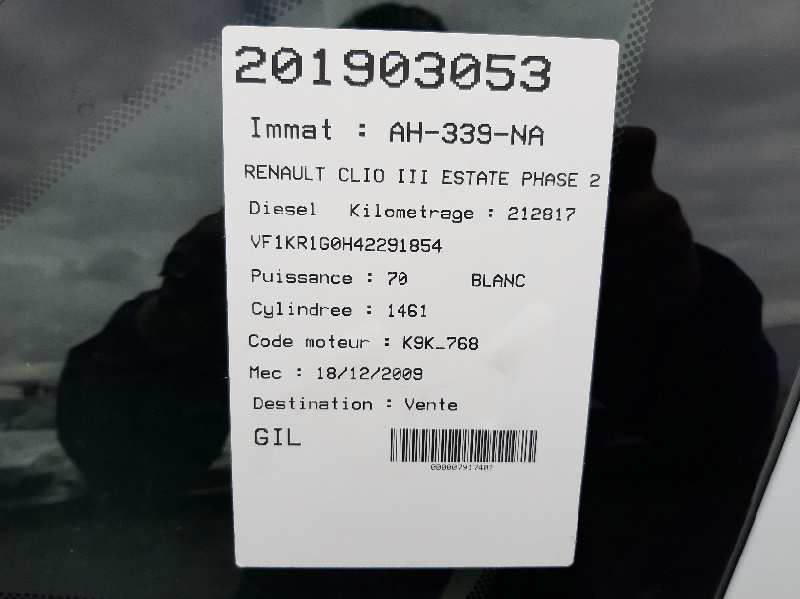 201903053
Immat : AH-339-NA
RENAULT CLIO III ESTATE PHASE 2
Diesel Kilometrage : 212817
VF1KR1G0H42291854
Puissance : 70 BLANC
Cylindree : 1461
Code moteur : K9K_768
Mec : 18/12/2009
Destination : Vente
GIL